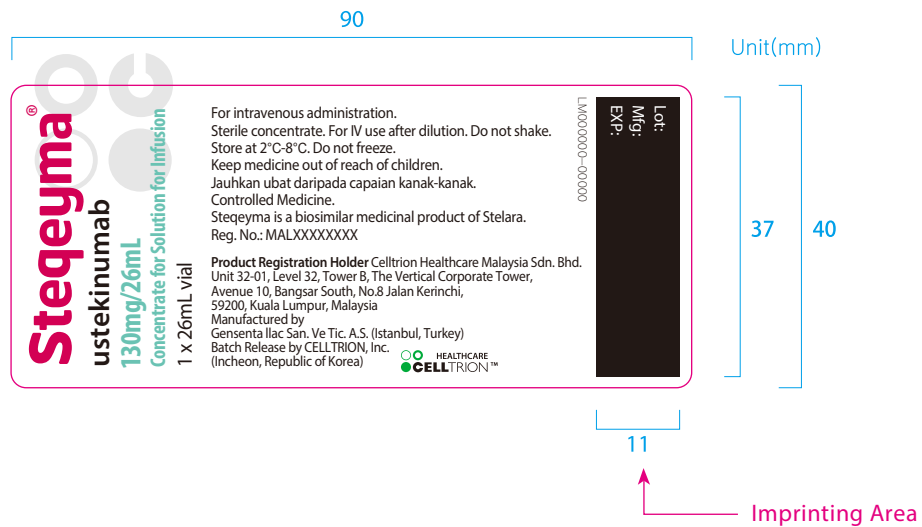 90
Unit(mm)
Steqeyma®
ustekinumab
130mg/26mL
Concentrate for Solution for Infusion
1 x 26mL vial
For intravenous administration.
Sterile concentrate. For IV use after dilution. Do not shake.
Store at 2°C-8°C. Do not freeze.
Keep medicine out of reach of children.
Jauhkan ubat daripada capaian kanak-kanak.
Controlled Medicine.
Steqeyma is a biosimilar medicinal product of Stelara.
Reg. No.: MALXXXXXXXX
Product Registration Holder Celltrion Healthcare Malaysia Sdn. Bhd.
Unit 32-01, Level 32, Tower B, The Vertical Corporate Tower,
Avenue 10, Bangsar South, No.8 Jalan Kerinchi,
59200, Kuala Lumpur, Malaysia
Manufactured by
Gensenta Ilac San. Ve Tic. A.S. (Istanbul, Turkey)
Batch Release by CELLTRION, Inc.
(Incheon, Republic of Korea)
HEALTHCARE
CELLTRION™
LM000000-00000
Lot:
Mfg:
EXP:
37
40
11
Imprinting Area